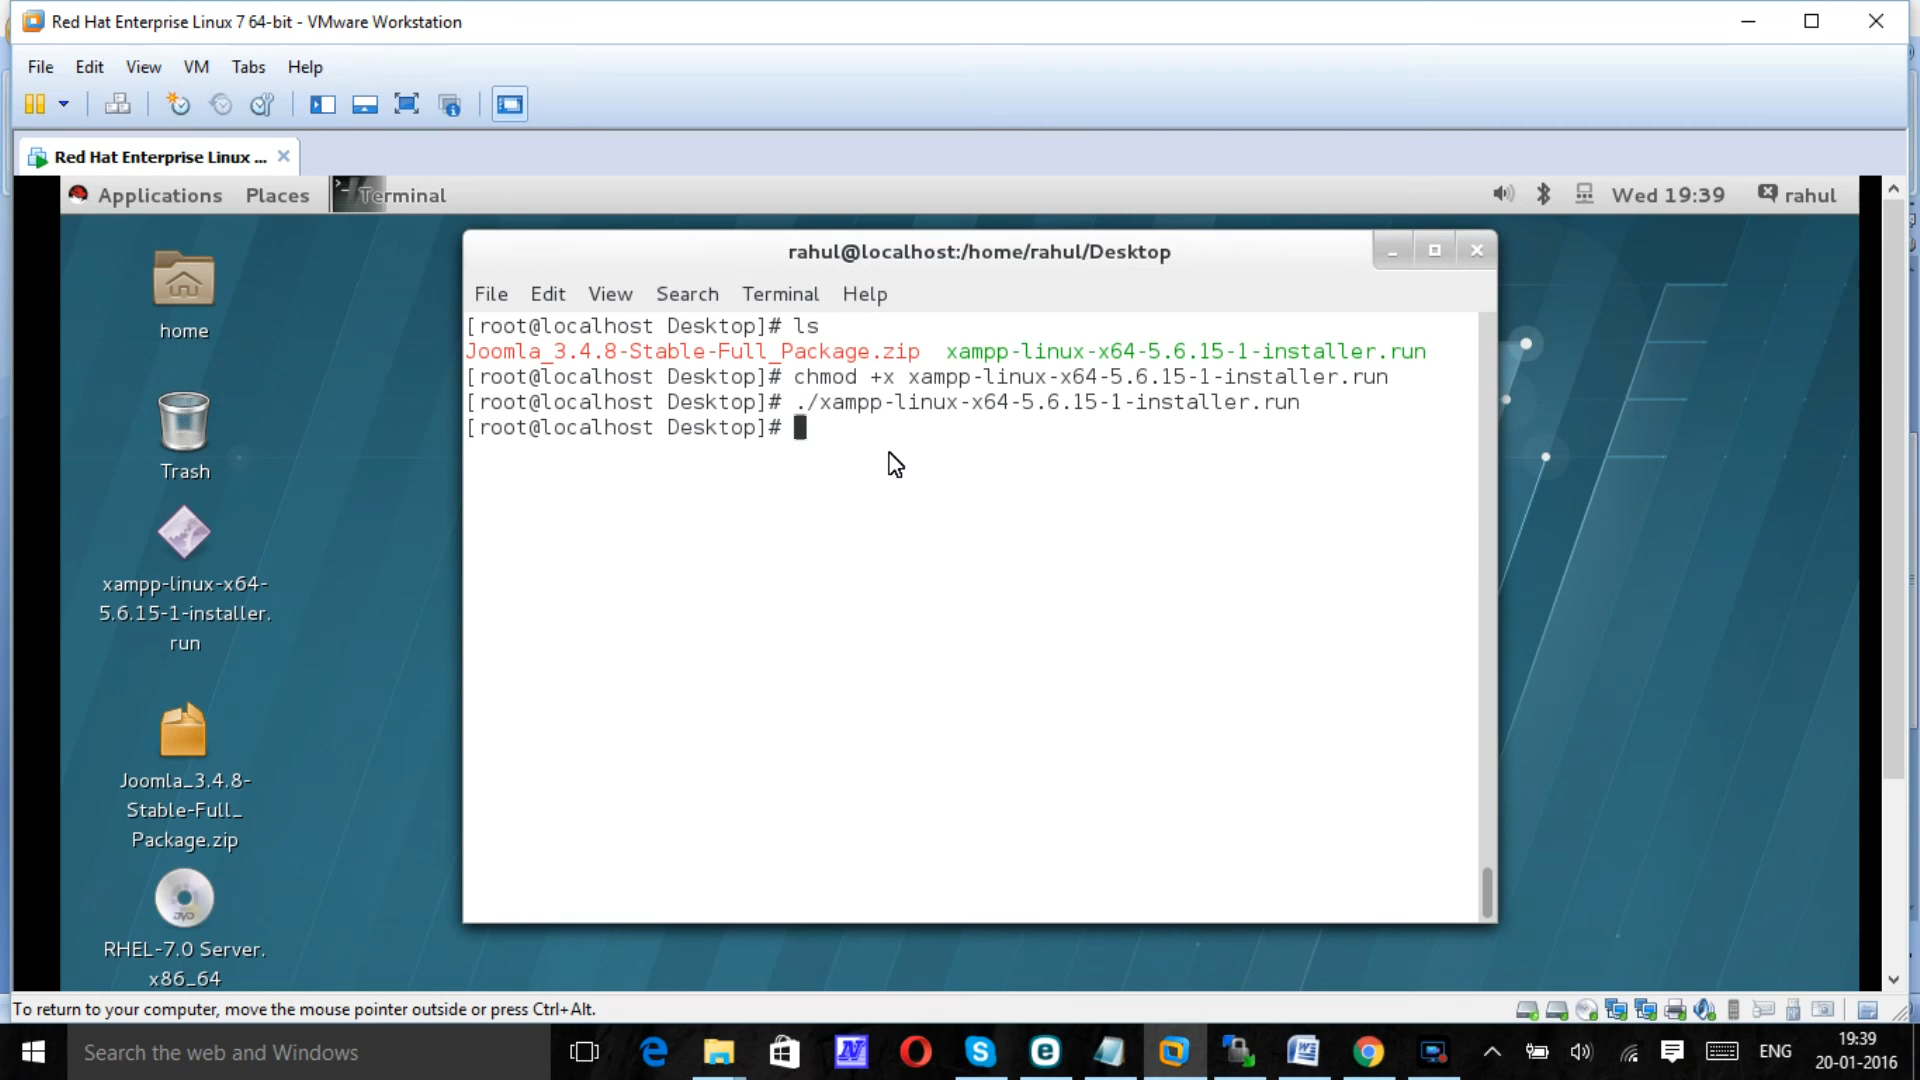 Red Hat Enterprise Linux 7 64-bit - VMware Workstation
File Edit View VM Tabs Help
Red Hat Enterprise Linux ...
Applications Places Terminal Wed 19:39 rahul
home
Trash
xampp-linux-x64-
5.6.15-1-installer.
run
Joomla_3.4.8-
Stable-Full_
Package.zip
DVD
RHEL-7.0 Server.
x86_64
rahul@localhost:/home/rahul/Desktop
File Edit View Search Terminal Help
[root@localhost Desktop]# ls
Joomla_3.4.8-Stable-Full_Package.zip xampp-linux-x64-5.6.15-1-installer.run
[root@localhost Desktop]# chmod +x xampp-linux-x64-5.6.15-1-installer.run
[root@localhost Desktop]# ./xampp-linux-x64-5.6.15-1-installer.run
[root@localhost Desktop]#
To return to your computer, move the mouse pointer outside or press Ctrl+Alt.
Search the web and Windows
ENG
19:39
20-01-2016